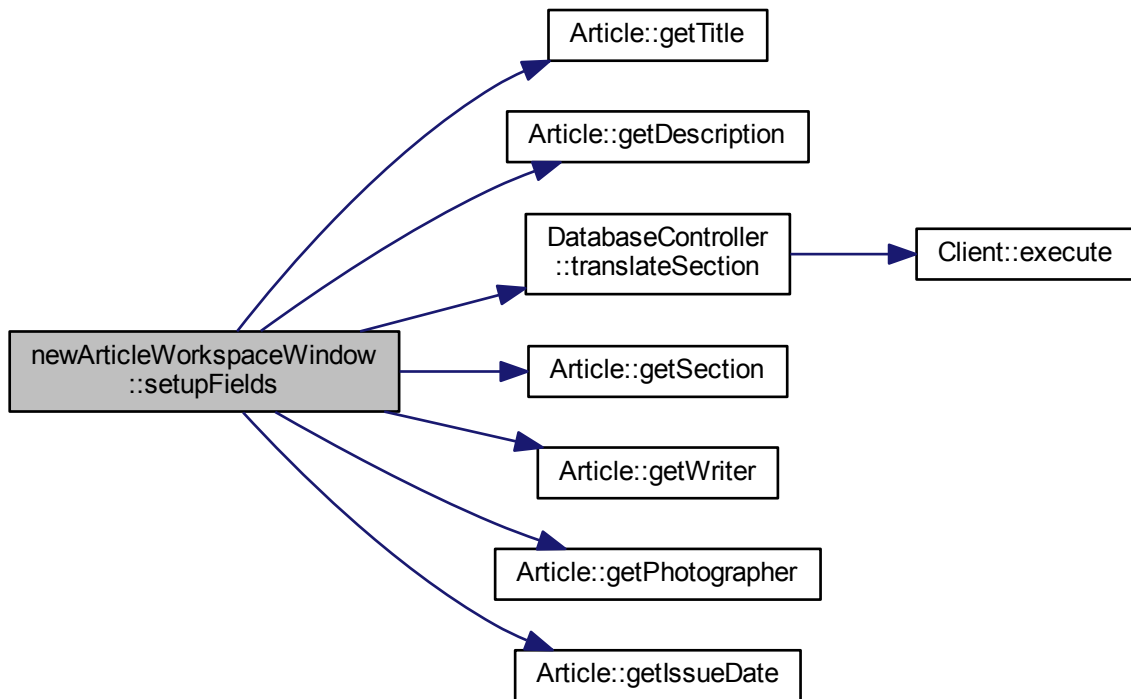 Article::getTitle
Article::getDescription
DatabaseController
::translateSection
Client::execute
newArticleWorkspaceWindow
::setupFields
Article::getSection
Article::getWriter
Article::getPhotographer
Article::getIssueDate